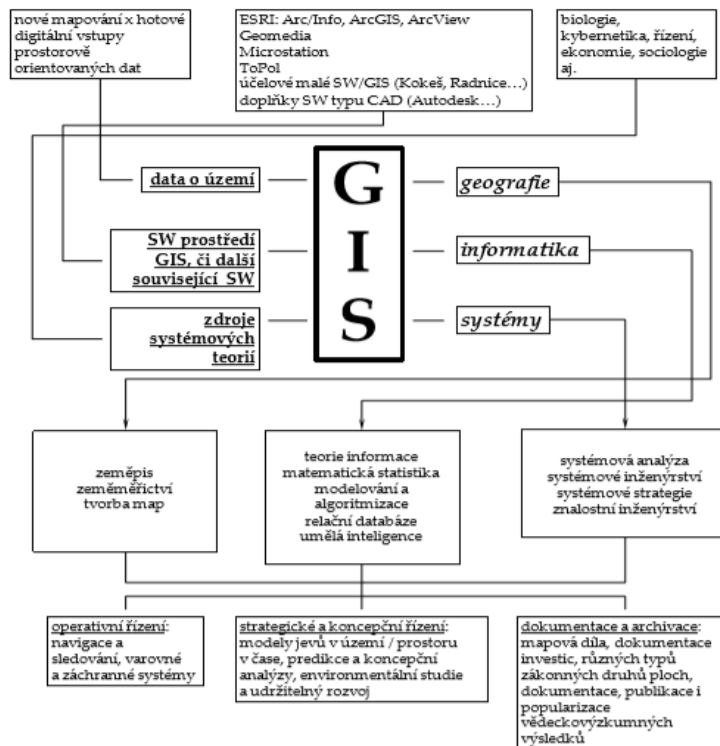 nové mapování x hotové
digitální vstupy
prostorově
orientovaných dat
ESRI: Arc/Info, ArcGIS, ArcView
Geomedia
Microstation
ToPol
účelové malé SW/GIS (Kokeš, Radnice…)
doplňky SW typu CAD (Autodesk…)
biologie,
kybernetika, řízení,
ekonomie, sociologie
aj.
data o území
SW prostředí
GIS, či další
související SW
zdroje
systémových
teorií
G
I
S
geografie
informatika
systémy
zeměpis
zeměměřictví
tvorba map
teorie informace
matematická statistika
modelování a
algoritmizace
relační databáze
umělá inteligence
systémová analýza
systémové inženýrství
systémové strategie
znalostní inženýrství
operativní řízení:
navigace a
sledování, varovné
a záchranné systémy
strategické a koncepční řízení:
modely jevů v území / prostoru
v čase, predikce a koncepční
analýzy, environmentální studie
a udržitelný rozvoj
dokumentace a archivace:
mapová díla, dokumentace
investic, různých typů
zákonných druhů ploch,
dokumentace, publikace i
popularizace
vědeckovýzkumných
výsledků